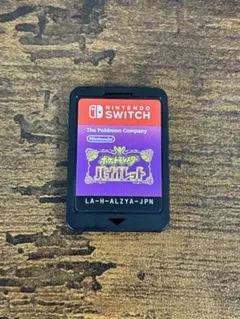 NINTENDO
SWITCH
The Pokémon Company
Nintendo
ポケットモンスター
バイオレット
LA-H-ALZYA-JPN